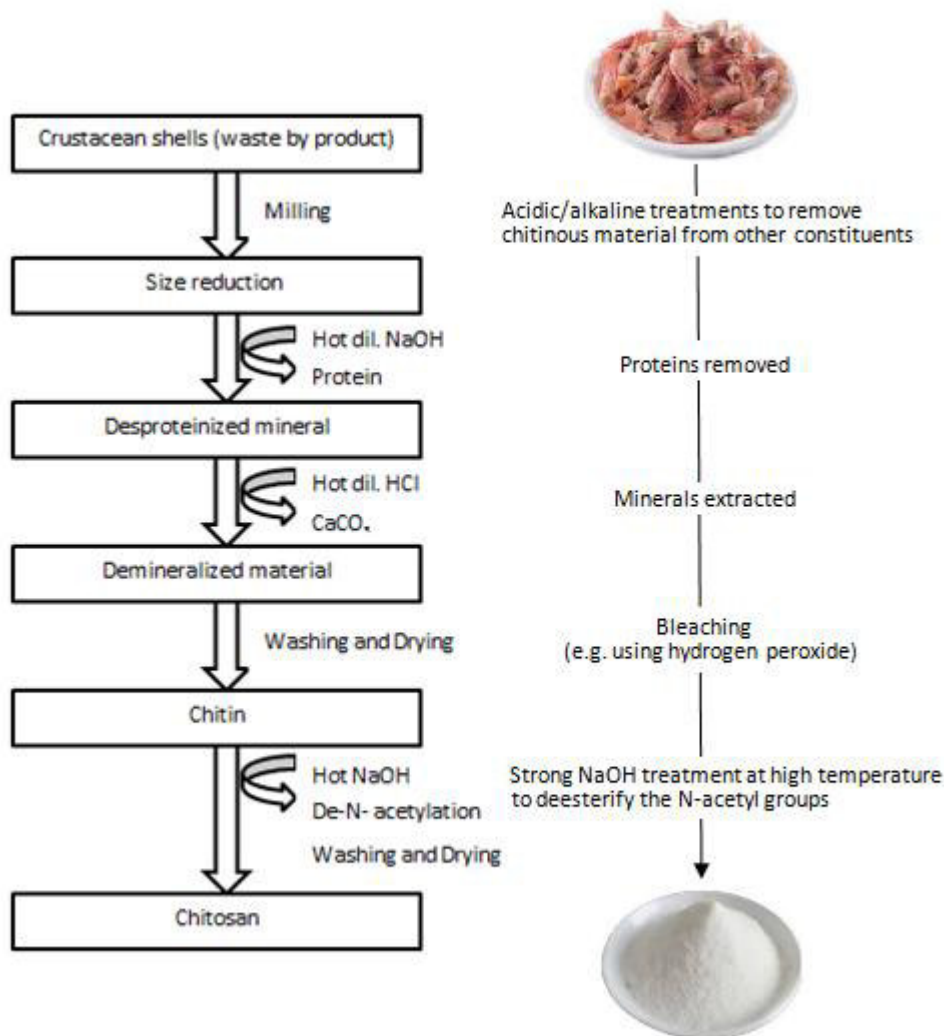 Crustacean shells (waste by product)
Milling
Size reduction
Hot dil. NaOH
Protein
Desproteinized mineral
Hot dil. HCl
CaCO₃
Demineralized material
Washing and Drying
Chitin
Hot NaOH
De-N- acetylation
Washing and Drying
Chitosan
Acidic/alkaline treatments to remove
chitinous material from other constituents
Proteins removed
Minerals extracted
Bleaching
(e.g. using hydrogen peroxide)
Strong NaOH treatment at high temperature
to deesterify the N-acetyl groups